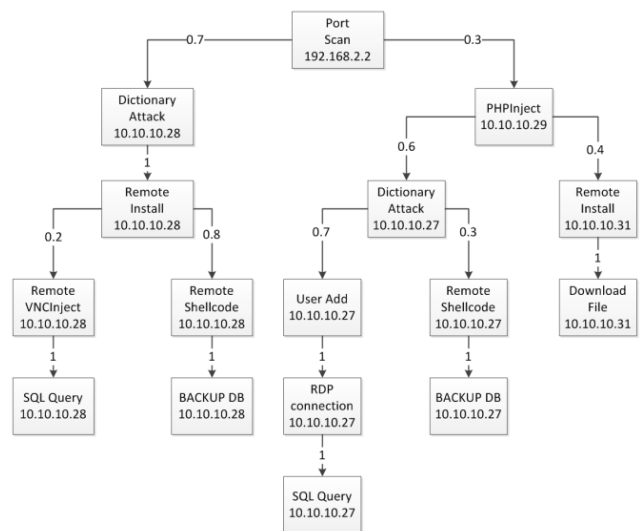 Port
Scan
192.168.2.2
0.7
0.3
Dictionary
Attack
10.10.10.28
PHPInject
10.10.10.29
1
0.6
0.4
Remote
Install
10.10.10.28
Dictionary
Attack
10.10.10.27
Remote
Install
10.10.10.31
0.2
0.8
0.7
0.3
1
Remote
VNCInject
10.10.10.28
Remote
Shellcode
10.10.10.28
User Add
10.10.10.27
Remote
Shellcode
10.10.10.27
Download
File
10.10.10.31
1
1
1
1
SQL Query
10.10.10.28
BACKUP DB
10.10.10.28
RDP
connection
10.10.10.27
BACKUP DB
10.10.10.27
1
SQL Query
10.10.10.27